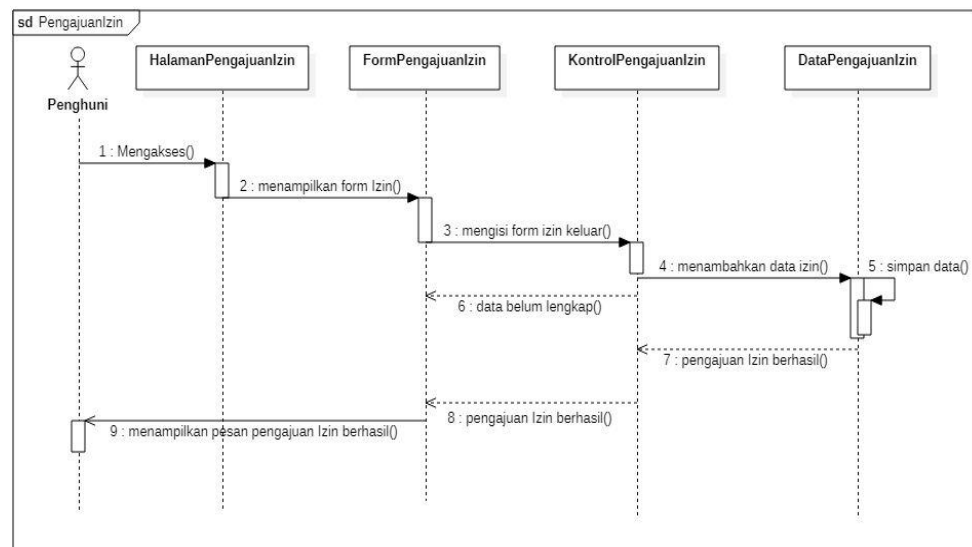 sd PengajuanIzin
HalamanPengajuanIzin
FormPengajuanIzin
KontrolPengajuanIzin
DataPengajuanIzin
Penghuni
1 : Mengakses()
2 : menampilkan form Izin()
3 : mengisi form izin keluar()
4 : menambahkan data izin()
5 : simpan data()
6 : data belum lengkap()
7 : pengajuan Izin berhasil()
8 : pengajuan Izin berhasil()
9 : menampilkan pesan pengajuan Izin berhasil()